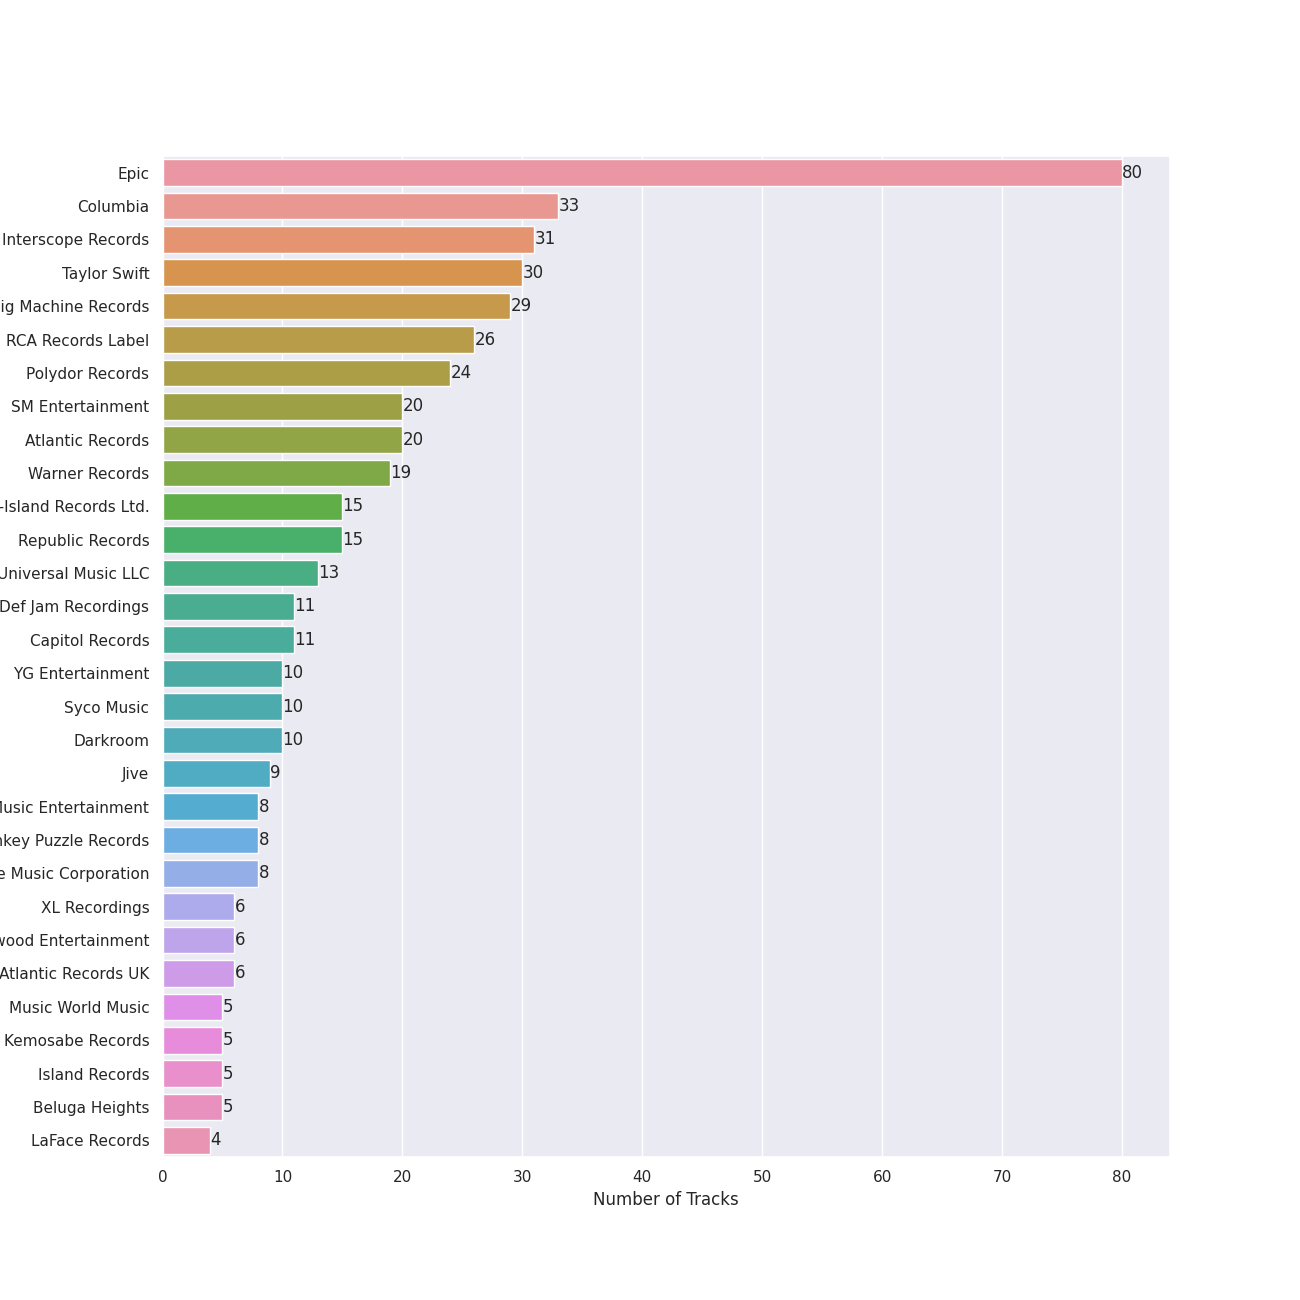 Epic 80
Columbia 33
Interscope Records 31
Taylor Swift 30
ig Machine Records 29
RCA Records Label 26
Polydor Records 24
SM Entertainment 20
Atlantic Records 20
Warner Records 19
-Island Records Ltd. 15
Republic Records 15
Universal Music LLC 13
Def Jam Recordings 11
Capitol Records 11
YG Entertainment 10
Syco Music 10
Darkroom 10
Jive 9
Music Entertainment 8
nkey Puzzle Records 8
e Music Corporation 8
XL Recordings 6
wood Entertainment 6
Atlantic Records UK 6
Music World Music 5
Kemosabe Records 5
Island Records 5
Beluga Heights 5
LaFace Records 4
0 10 20 30 40 50 60 70 80
Number of Tracks